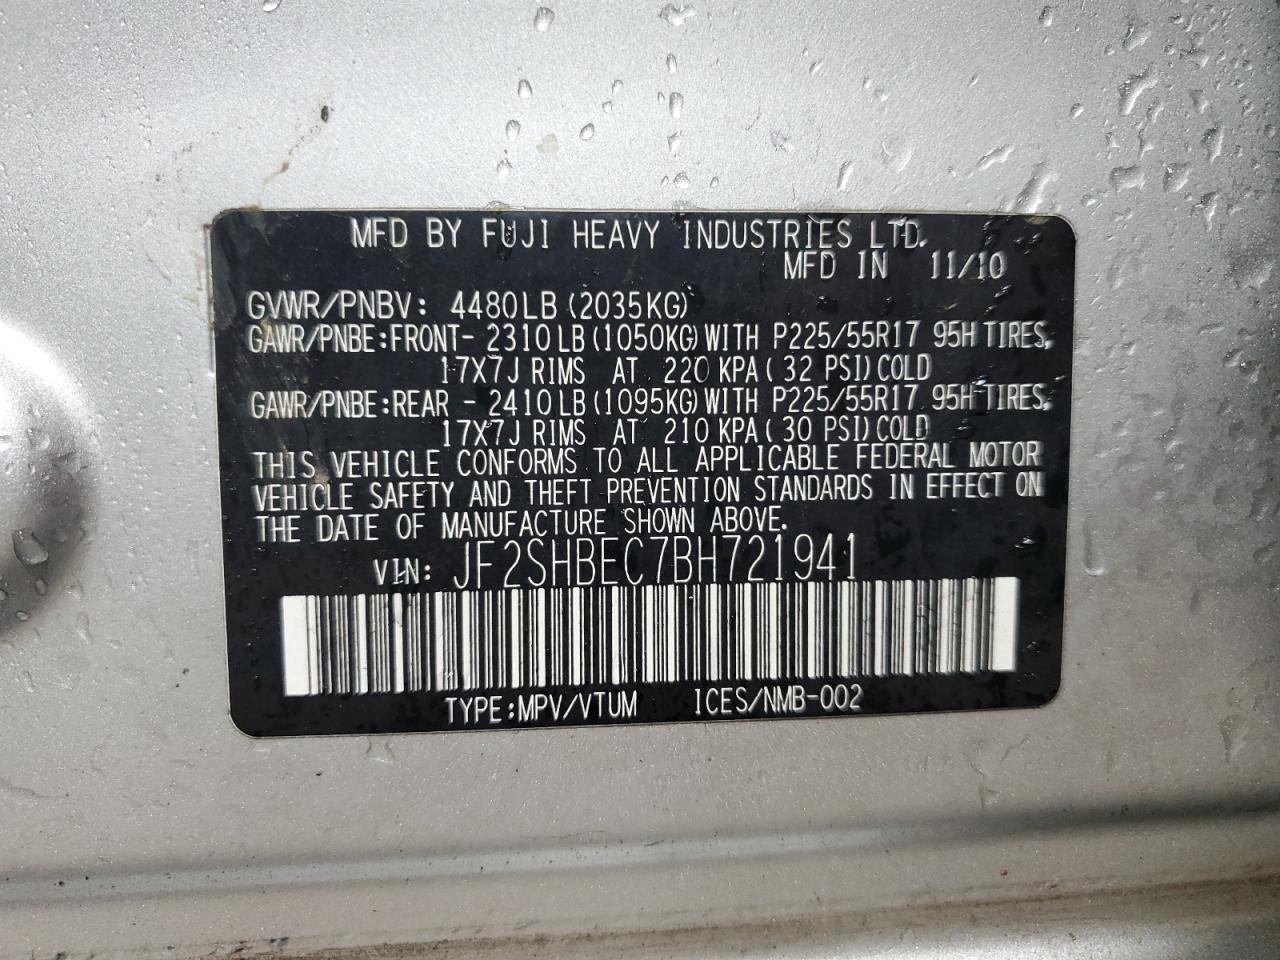 MFD BY FUJI HEAVY INDUSTRIES LTD.
MFD IN 11/10
GVWR/PNBV: 4480LB(2035KG)
GAWR/PNBE:FRONT- 2310LB(1050KG)WITH P225/55R17 95H TIRES,
17X7J RIMS AT 220 KPA( 32 PSI)COLD
GAWR/PNBE:REAR - 2410LB(1095KG)WITH P225/55R17 95H TIRES,
17X7J RIMS AT 210 KPA( 30 PSI)COLD
THIS VEHICLE CONFORMS TO ALL APPLICABLE FEDERAL MOTOR
VEHICLE SAFETY AND THEFT PREVENTION STANDARDS IN EFFECT ON
THE DATE OF MANUFACTURE SHOWN ABOVE.
VIN: JF2SHBEC7BH721941
TYPE:MPV/VTUM ICES/NMB-002